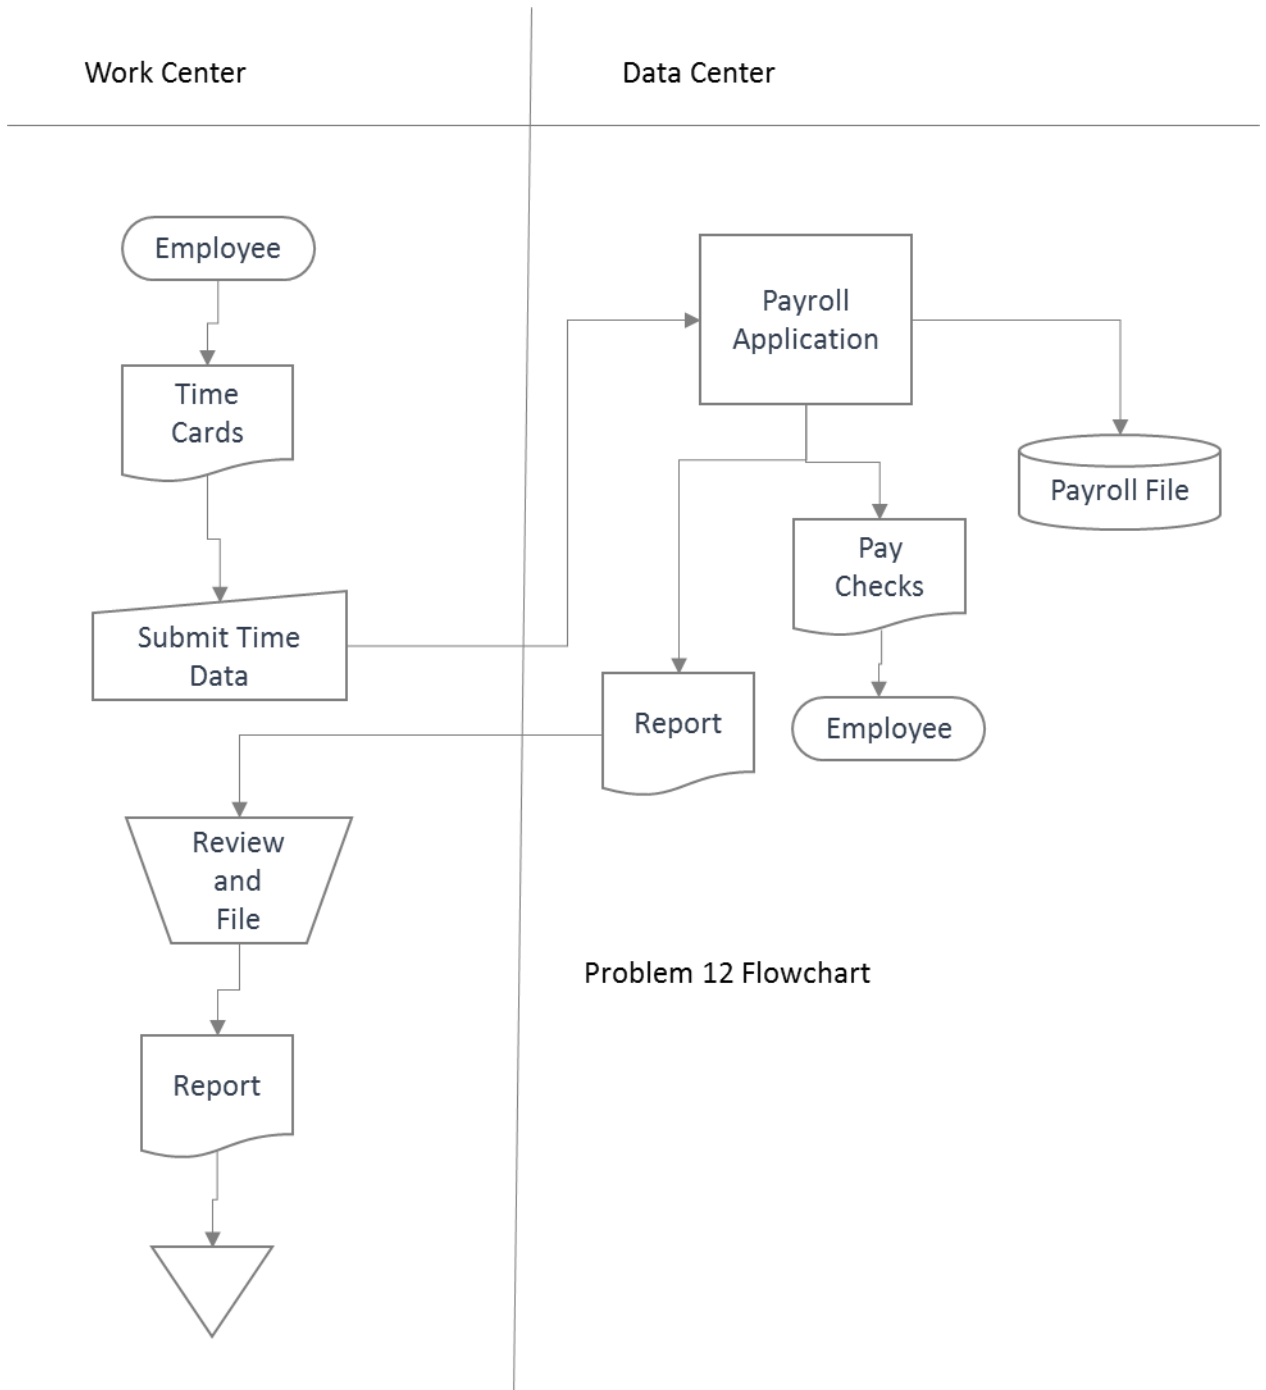 Work Center
Data Center
Employee
Time
Cards
Submit Time
Data
Review
and
File
Report
Payroll
Application
Payroll File
Pay
Checks
Report
Employee
Problem 12 Flowchart